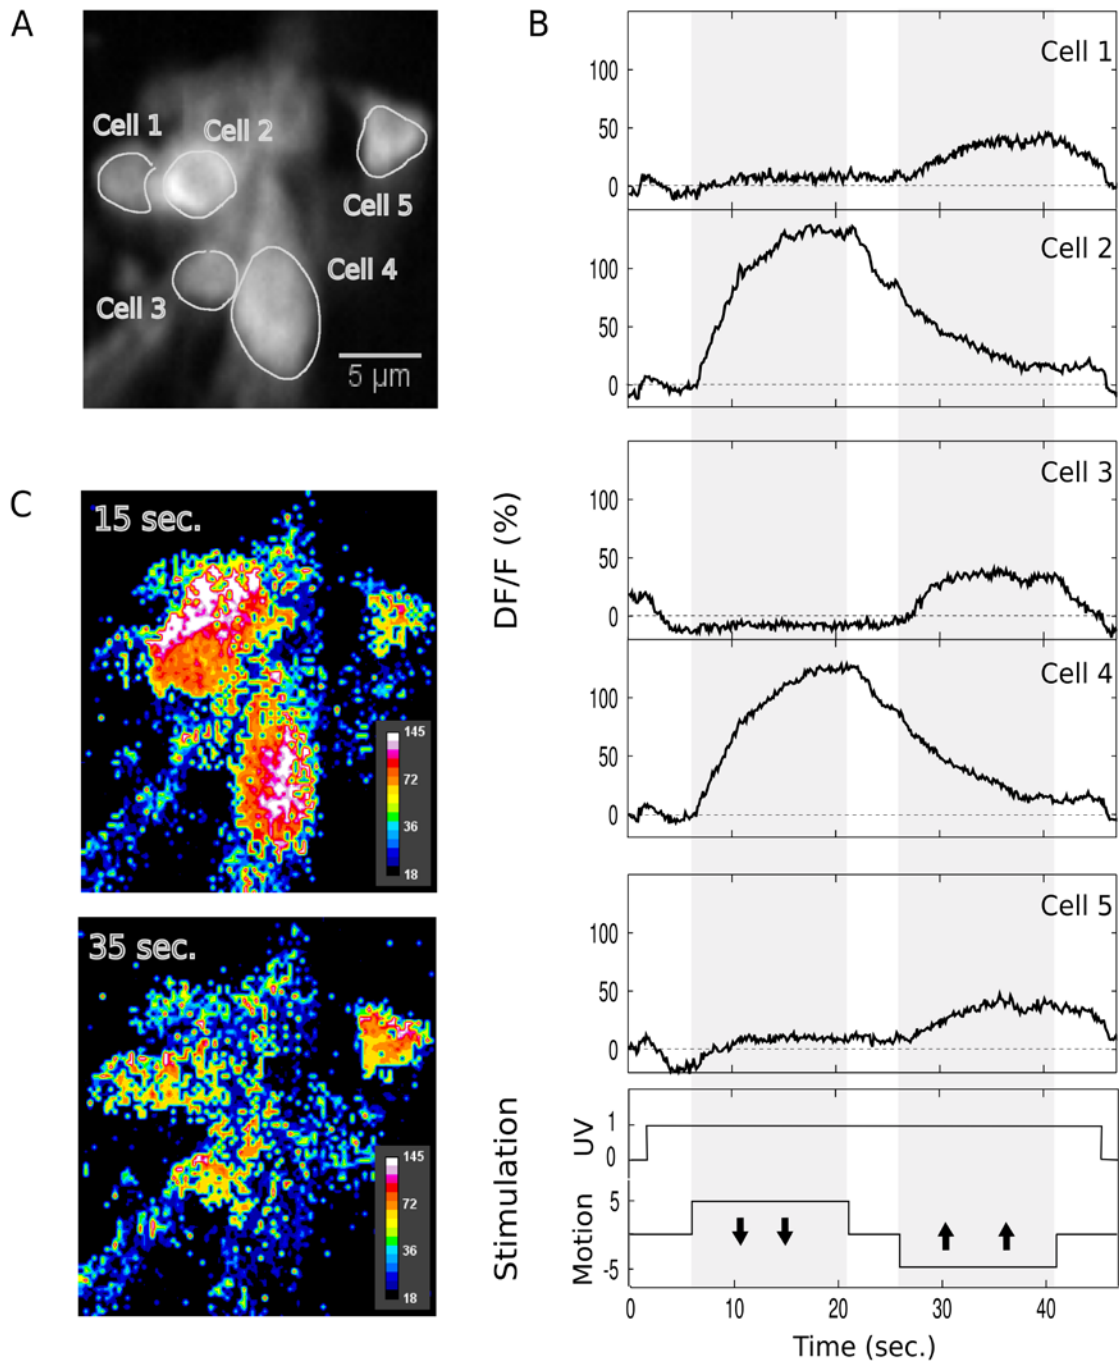 A
Cell 1
Cell 2
Cell 5
Cell 4
Cell 3
5 µm
B
Cell 1
100
50
0
Cell 2
100
50
0
Cell 3
100
50
0
Cell 4
100
50
0
Cell 5
100
50
0
DF/F (%)
C
15 sec.
145
72
36
18
35 sec.
145
72
36
18
Stimulation
UV
1
0
Motion
5
-5
0 10 20 30 40
Time (sec.)